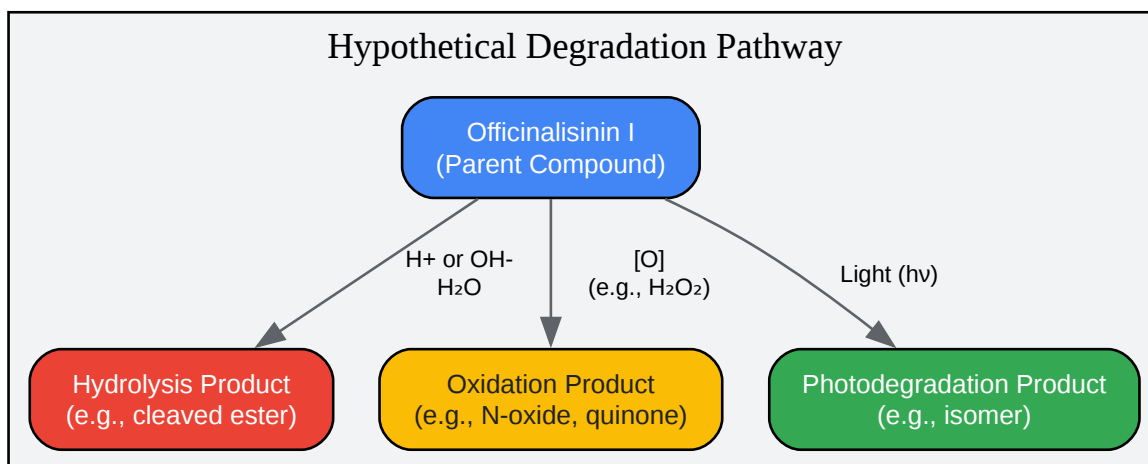 Hypothetical Degradation Pathway
Officinalisinin I
(Parent Compound)
H+ or OH-
H₂O
[O]
(e.g., H₂O₂)
Light (hν)
Hydrolysis Product
(e.g., cleaved ester)
Oxidation Product
(e.g., N-oxide, quinone)
Photodegradation Product
(e.g., isomer)